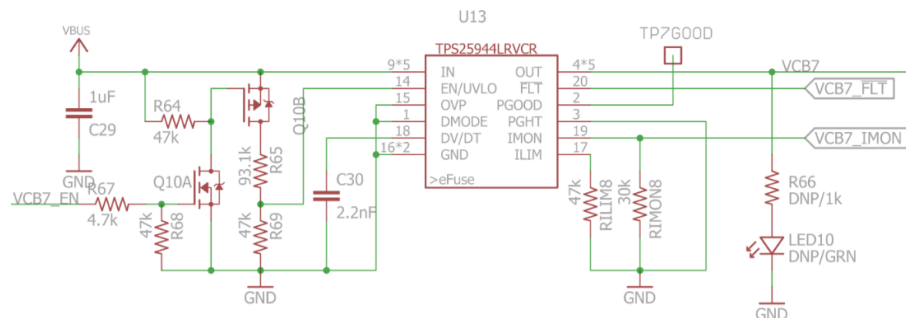 U13
TPS25944LRVCR
VBUS
TP7GOOD
9*5 IN OUT 4*5 VCB7
14 EN/UVLO FLT 20 VCB7_FLT
15 OVP PGOOD 2
1 DMODE PGHT 3
18 DV/DT IMON 19 VCB7_IMON
16*2 GND ILIM 17
>eFuse
1uF
C29
GND
R64
47k
Q10B
93.1k
R65
Q10A
VCB7_EN
R67
4.7k
47k
R68
47k
R69
C30
2.2nF
GND
47k
RILIM8
30k
RIMON8
GND
R66
DNP/1k
LED10
DNP/GRN
GND